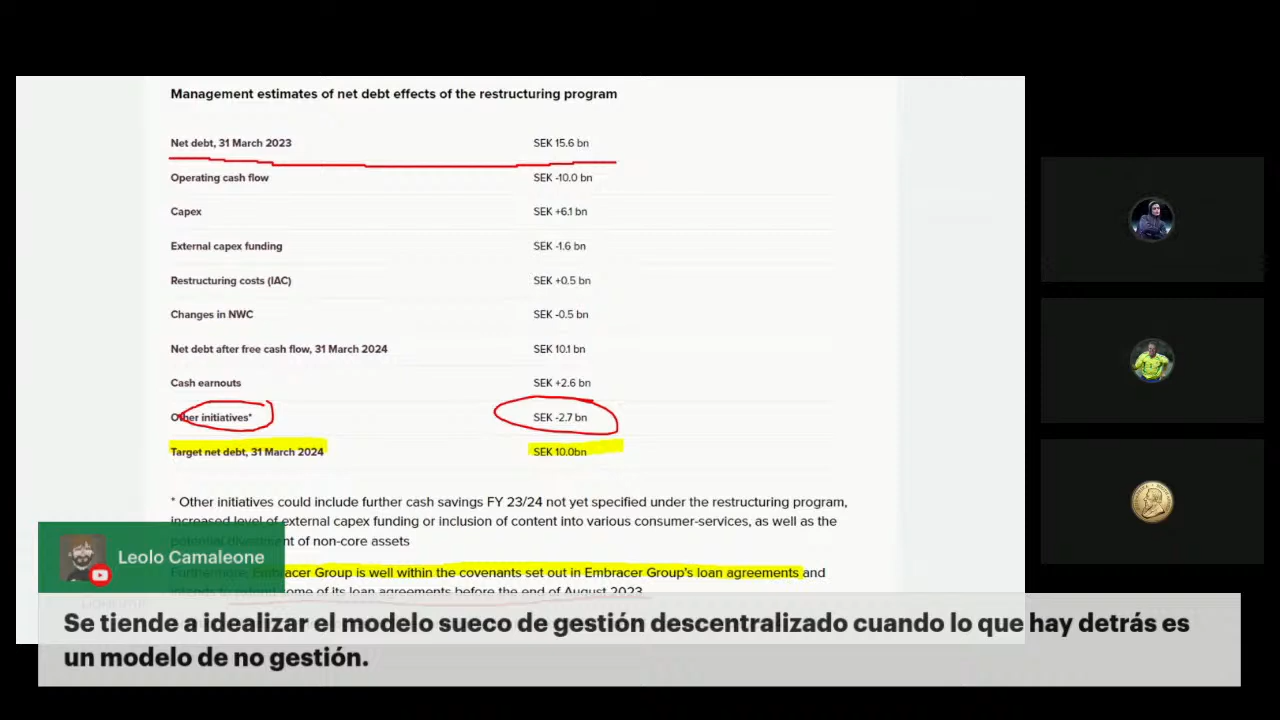 Management estimates of net debt effects of the restructuring program
Net debt, 31 March 2023 SEK 15.6 bn
Operating cash flow SEK -10.0 bn
Capex SEK +6.1 bn
External capex funding SEK -1.6 bn
Restructuring costs (IAC) SEK +0.5 bn
Changes in NWC SEK -0.5 bn
Net debt after free cash flow, 31 March 2024 SEK 10.1 bn
Cash earnouts SEK +2.6 bn
Other initiatives* SEK -2.7 bn
Target net debt, 31 March 2024 SEK 10.0bn
* Other initiatives could include further cash savings FY 23/24 not yet specified under the restructuring program,
increased level of external capex funding or inclusion of content into various consumer-services, as well as the
of non-core assets
Embracer Group is well within the covenants set out in Embracer Group's loan agreements and
some of its loan agreements before the end of August 2023
Leolo Camaleone
Se tiende a idealizar el modelo sueco de gestión descentralizado cuando lo que hay detrás es
un modelo de no gestión.